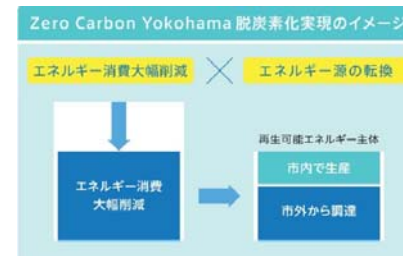 Zero Carbon Yokohama 脱炭素化実現のイメージ
エネルギー消費大幅削減
エネルギー源の転換
再生可能エネルギー主体
エネルギー消費
大幅削減
市内で生産
市外から調達